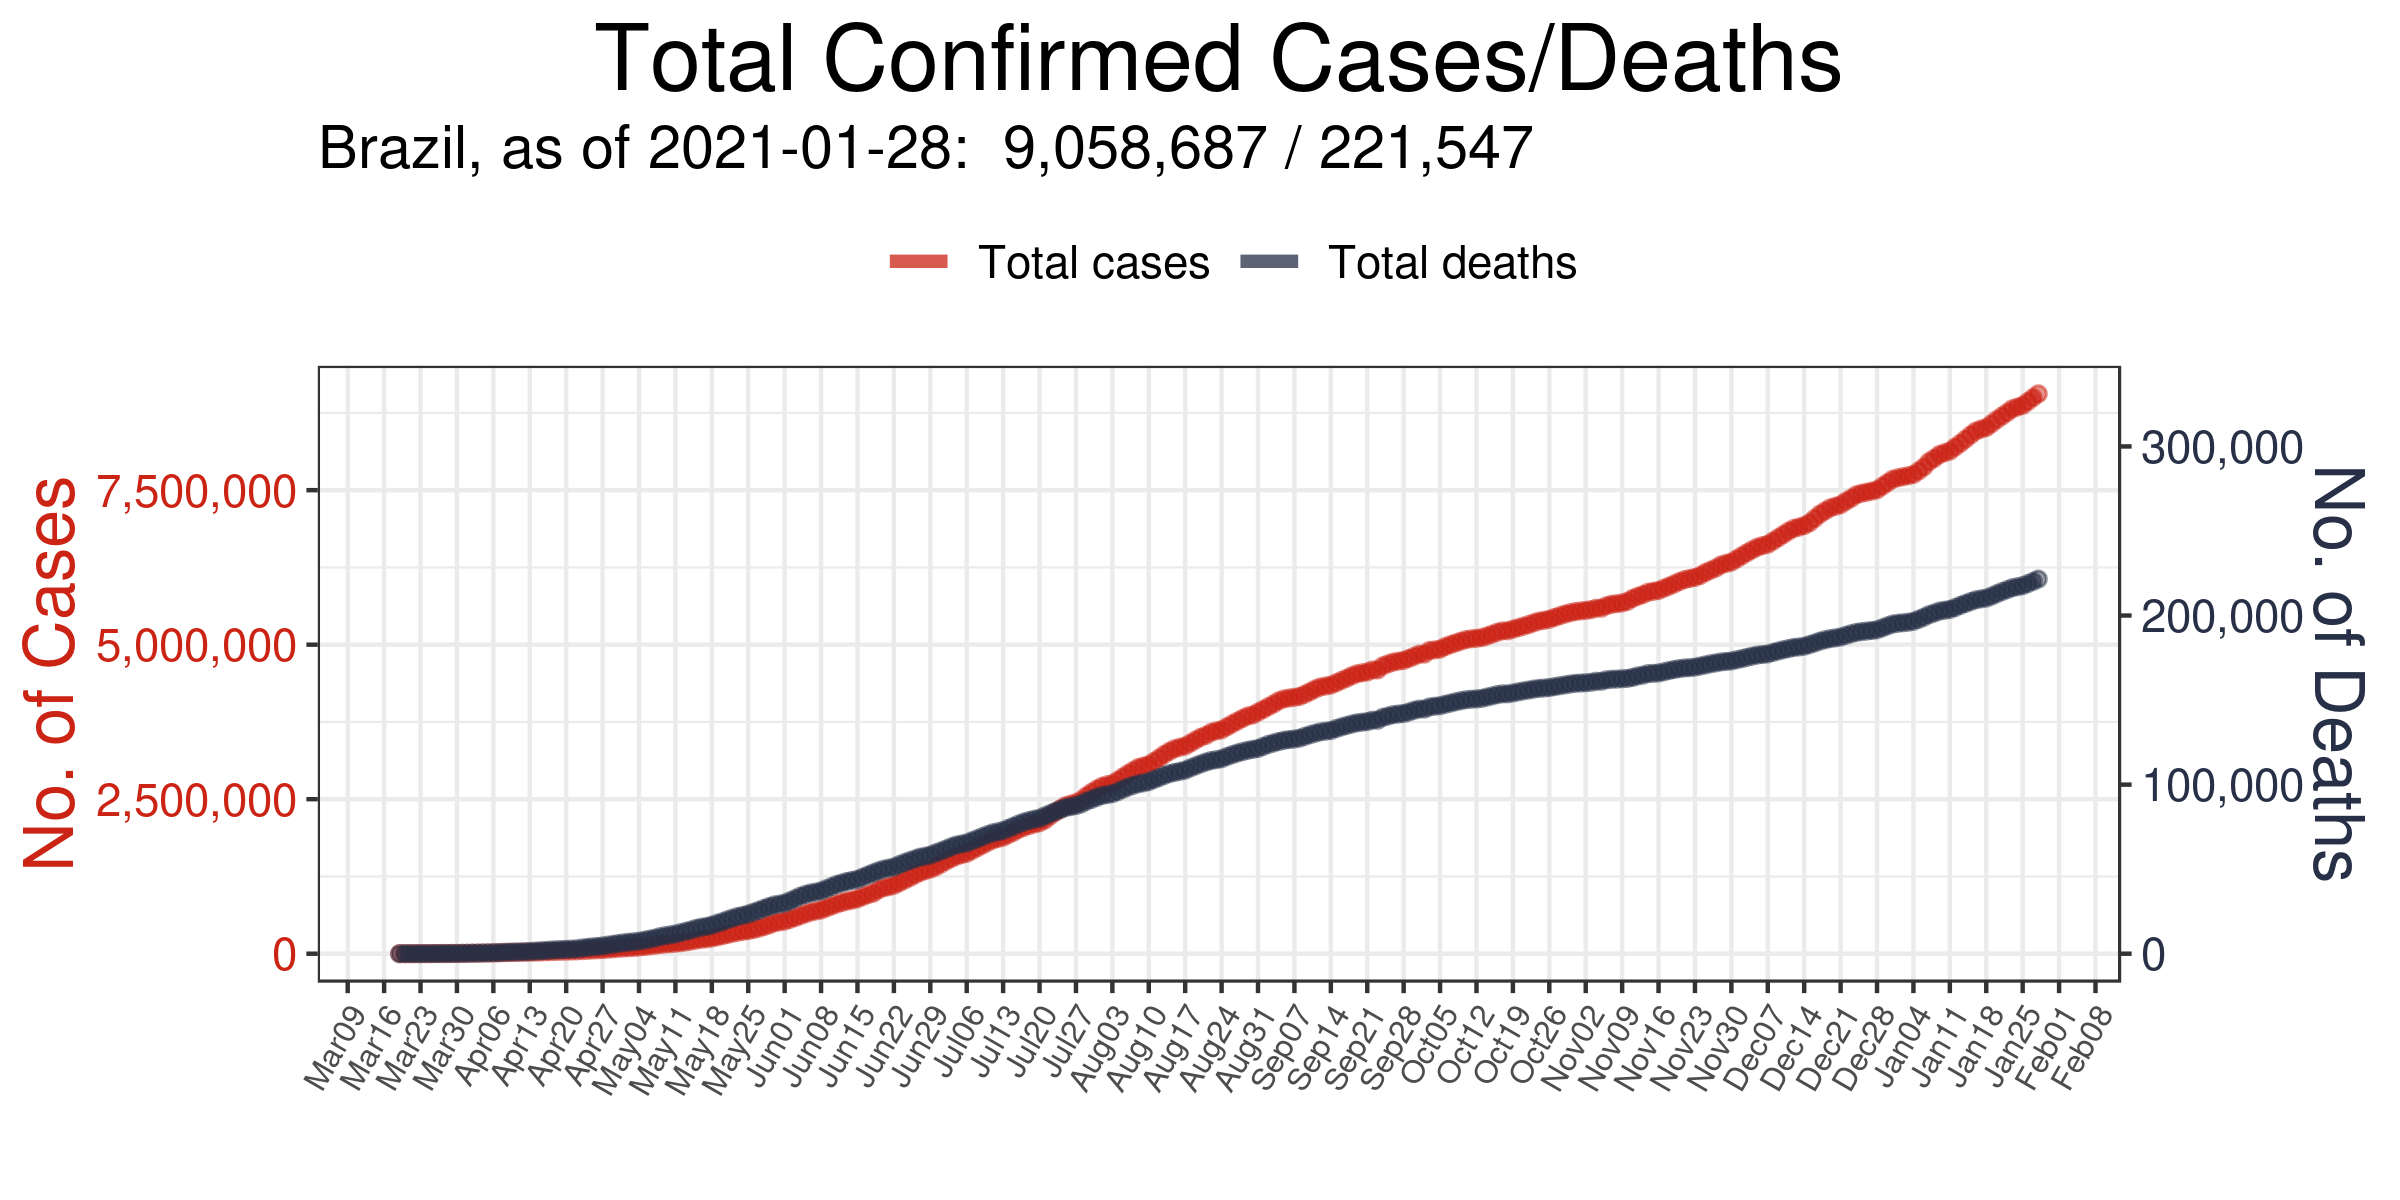 Total Confirmed Cases/Deaths
Brazil, as of 2021-01-28:  9,058,687 / 221,547
Total cases
Total deaths
No. of Cases
7,500,000
5,000,000
2,500,000
0
300,000
200,000
100,000
0
No. of Deaths
Mar09
Mar16
Mar23
Mar30
Apr06
Apr13
Apr20
Apr27
May04
May11
May18
May25
Jun01
Jun08
Jun15
Jun22
Jun29
Jul06
Jul13
Jul20
Jul27
Aug03
Aug10
Aug17
Aug24
Aug31
Sep07
Sep14
Sep21
Sep28
Oct05
Oct12
Oct19
Oct26
Nov02
Nov09
Nov16
Nov23
Nov30
Dec07
Dec14
Dec21
Dec28
Jan04
Jan11
Jan18
Jan25
Feb01
Feb08